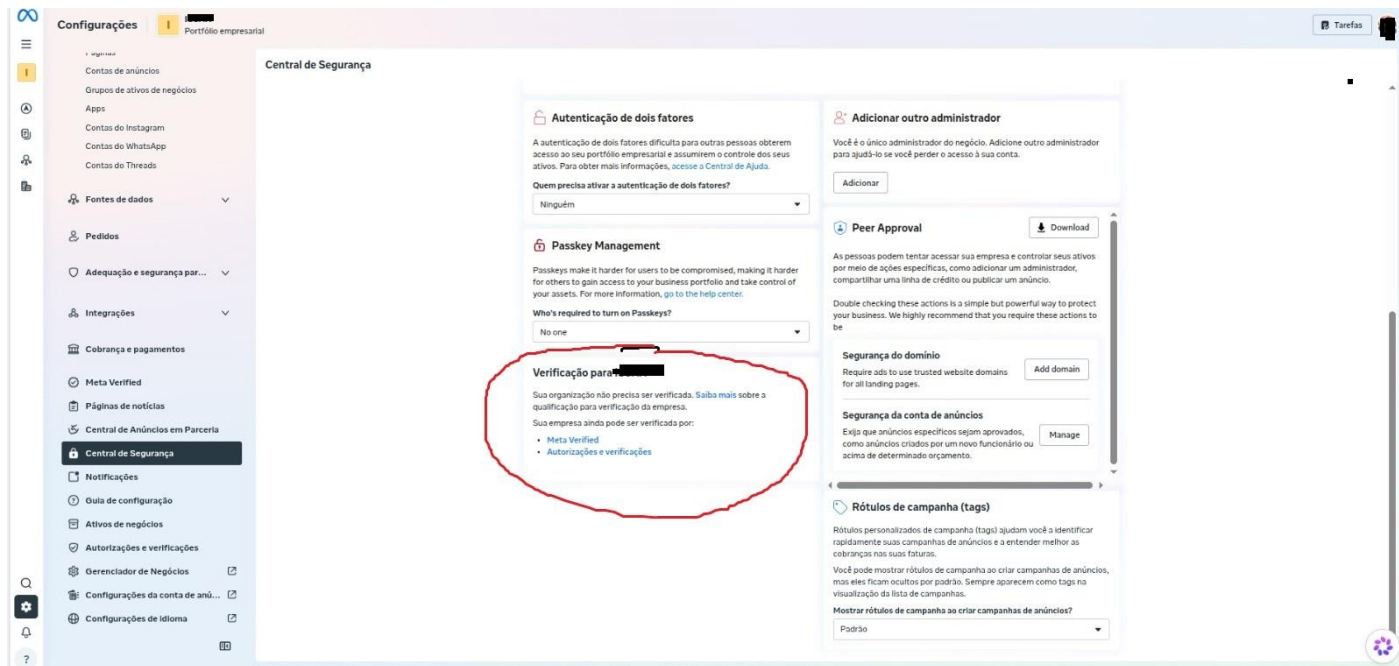 Configurações
I
Portfólio empresarial
Tarefas
Páginas
Contas de anúncios
Grupos de ativos de negócios
Apps
Contas do Instagram
Contas do WhatsApp
Contas do Threads
Fontes de dados
Pedidos
Adequação e segurança par...
Integrações
Cobrança e pagamentos
Meta Verified
Páginas de notícias
Central de Anúncios em Parceria
Central de Segurança
Notificações
Guia de configuração
Ativos de negócios
Autorizações e verificações
Gerenciador de Negócios
Configurações da conta de anú...
Configurações de idioma
I
?
Central de Segurança
Autenticação de dois fatores
A autenticação de dois fatores dificulta para outras pessoas obterem
acesso ao seu portfólio empresarial e assumirem o controle dos seus
ativos. Para obter mais informações, acesse a Central de Ajuda.
Quem precisa ativar a autenticação de dois fatores?
Ninguém
Passkey Management
Passkeys make it harder for users to be compromised, making it harder
for others to gain access to your business portfolio and take control of
your assets. For more information, go to the help center.
Who's required to turn on Passkeys?
No one
Verificação para
Sua organização não precisa ser verificada. Saiba mais sobre a
qualificação para verificação da empresa.
Sua empresa ainda pode ser verificada por:
• Meta Verified
• Autorizações e verificações
Adicionar outro administrador
Você é o único administrador do negócio. Adicione outro administrador
para ajudá-lo se você perder o acesso à sua conta.
Adicionar
Peer Approval
Download
As pessoas podem tentar acessar sua empresa e controlar seus ativos
por meio de ações específicas, como adicionar um administrador,
compartilhar uma linha de crédito ou publicar um anúncio.
Double checking these actions is a simple but powerful way to protect
your business. We highly recommend that you require these actions to
be
Segurança do domínio
Require ads to use trusted website domains
for all landing pages.
Add domain
Segurança da conta de anúncios
Exija que anúncios específicos sejam aprovados,
como anúncios criados por um novo funcionário ou
acima de determinado orçamento.
Manage
Rótulos de campanha (tags)
Rótulos personalizados de campanha (tags) ajudam você a identificar
rapidamente suas campanhas de anúncios e a entender melhor as
cobranças nas suas faturas.
Você pode mostrar rótulos de campanha ao criar campanhas de anúncios,
mas eles ficam ocultos por padrão. Sempre aparecem como tags na
visualização da lista de campanhas.
Mostrar rótulos de campanha ao criar campanhas de anúncios?
Padrão